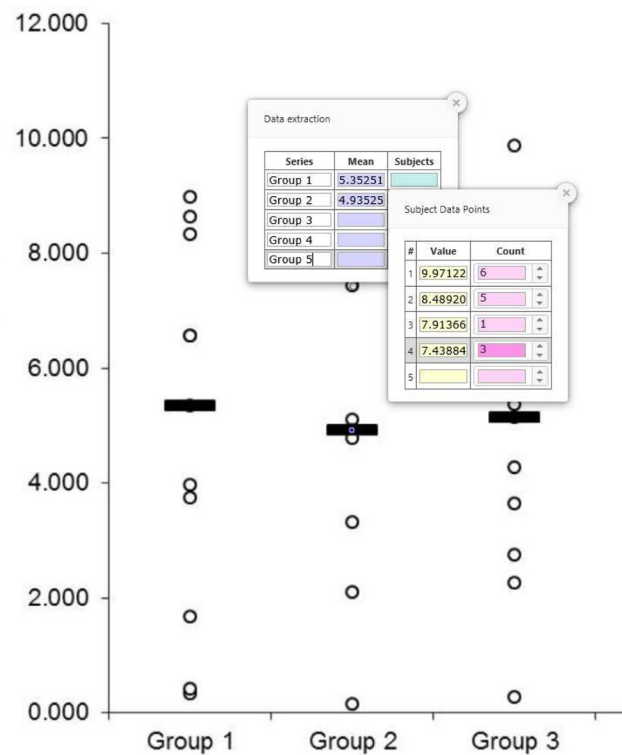 12.000
10.000
8.000
6.000
4.000
2.000
0.000
Data extraction
Series Mean Subjects
Group 1 5.35251
Group 2 4.93525
Group 3
Group 4
Group 5
Subject Data Points
# Value Count
1 9.97122 6
2 8.48920 5
3 7.91366 1
4 7.43884 3
5
Group 1 Group 2 Group 3